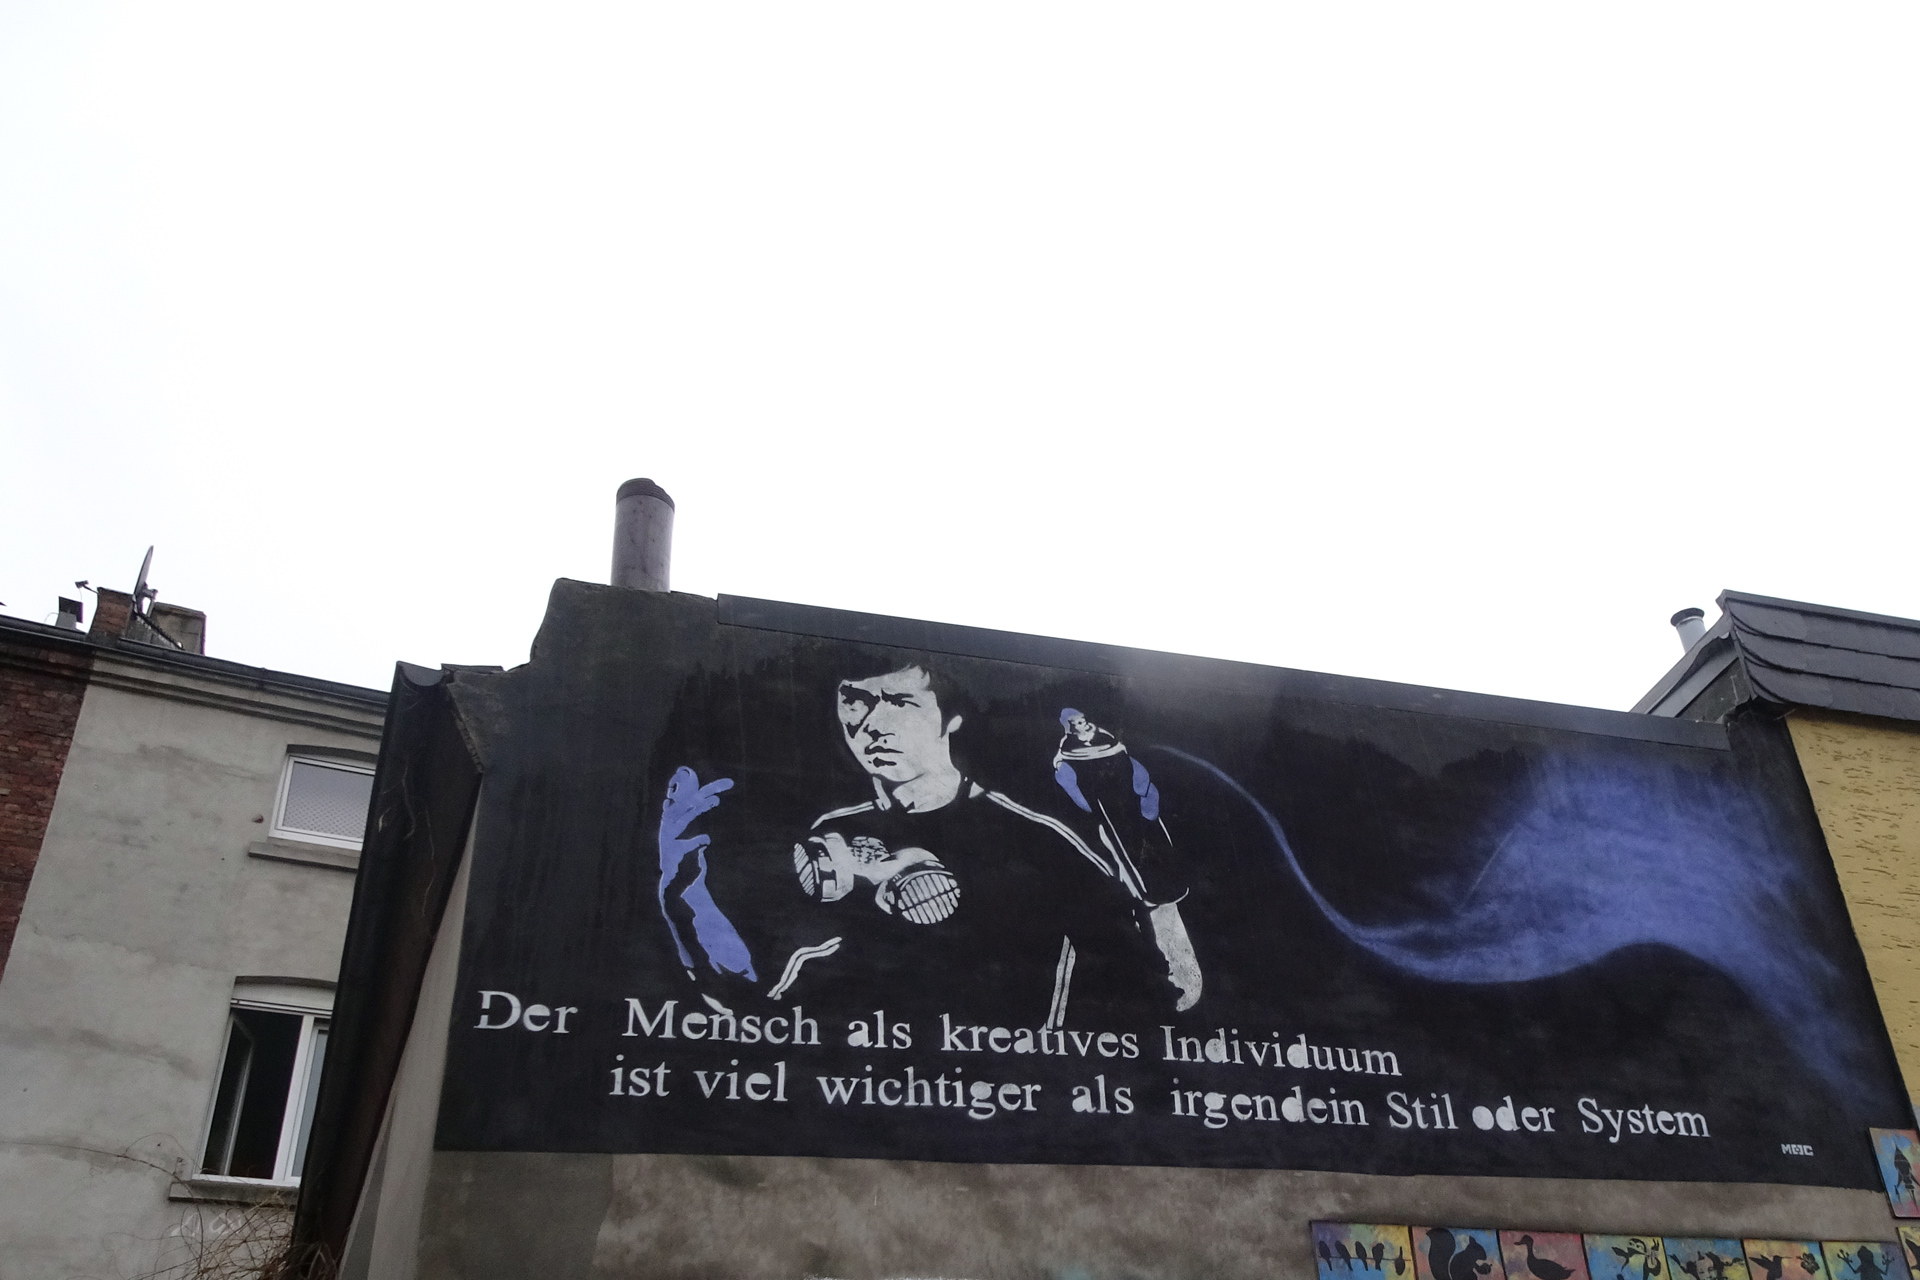 Der Mensch als kreatives Individuum
ist viel wichtiger als irgendein Stil oder System